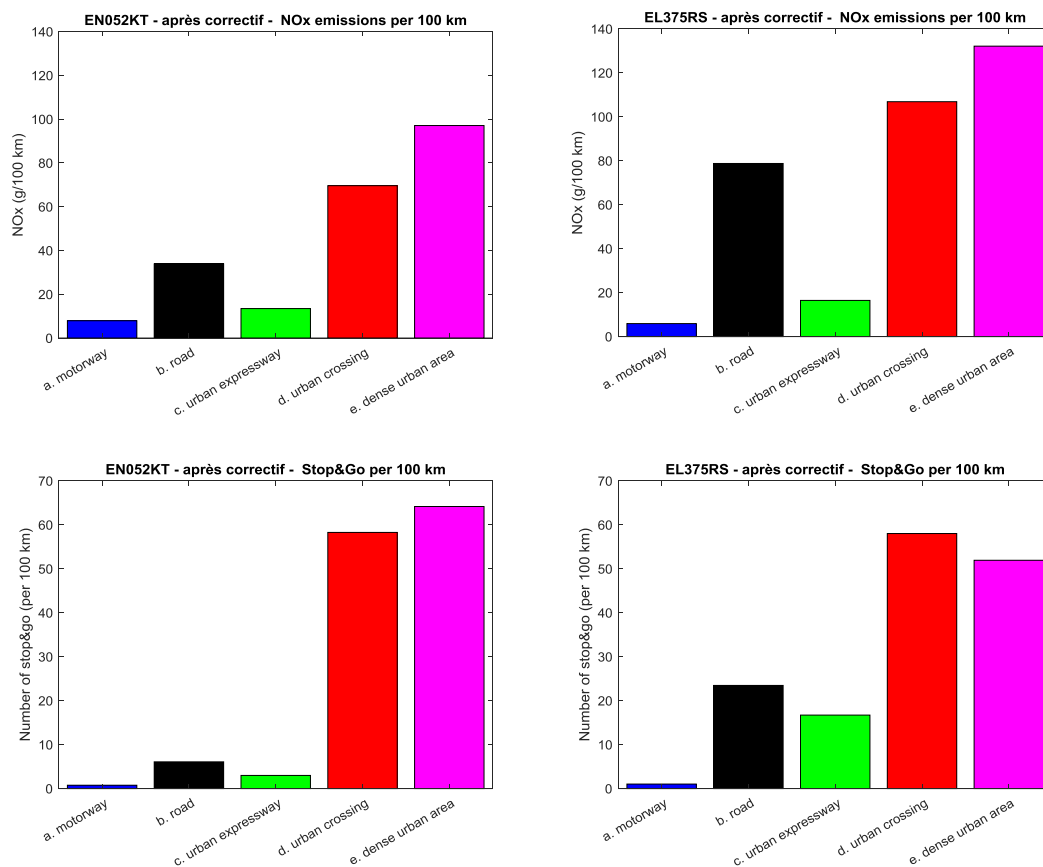 EN052KT - après correctif -  NOx emissions per 100 km
140
120
100
80
60
40
20
0
NOx (g/100 km)
a. motorway
b. road
c. urban expressway
d. urban crossing
e. dense urban area
EL375RS - après correctif -  NOx emissions per 100 km
140
120
100
80
60
40
20
0
NOx (g/100 km)
a. motorway
b. road
c. urban expressway
d. urban crossing
e. dense urban area
EN052KT - après correctif -  Stop&Go per 100 km
70
60
50
40
30
20
10
0
Number of stop&go (per 100 km)
a. motorway
b. road
c. urban expressway
d. urban crossing
e. dense urban area
EL375RS - après correctif -  Stop&Go per 100 km
70
60
50
40
30
20
10
0
Number of stop&go (per 100 km)
a. motorway
b. road
c. urban expressway
d. urban crossing
e. dense urban area